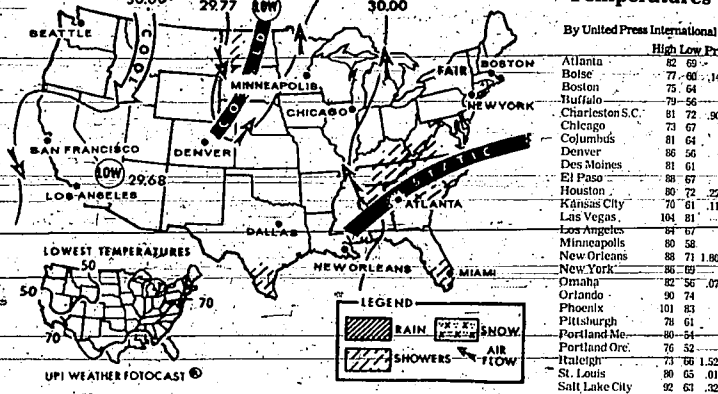 29.77
LOW
30.00
SEATTLE
COOL
COLD
MINNEAPOLIS
FAIR
BOSTON
NEW YORK
CHICAGO
SAN FRANCISCO
DENVER
LOW
29.68
LOS ANGELES
STATIC
ATLANTA
DALLAS
NEW ORLEANS
MIAMI
LOWEST TEMPERATURES
50
50
70
70
UPI WEATHER FOTOCAST ®
LEGEND
RAIN
SNOW
SHOWERS
AIR FLOW
By United Press International
High Low
Atlanta 82 69
Boise 77 60
Boston 75 64
Buffalo 79 56
Charleston S.C. 81 72 .90
Chicago 73 67
Columbus 81 64
Denver 86 56
Des Moines 81 61
El Paso 88 67
Houston 80 72 .22
Kansas City 70 61 .11
Las Vegas 104 81
Los Angeles 84 67
Minneapolis 80 58
New Orleans 88 71 1.80
New York 86 69
Omaha 82 56 .07
Orlando 90 74
Phoenix 101 83
Pittsburgh 78 61
Portland Me. 80 54
Portland Ore. 76 52
Raleigh 73 66 1.52
St. Louis 80 65 .01
Salt Lake City 92 63 .32